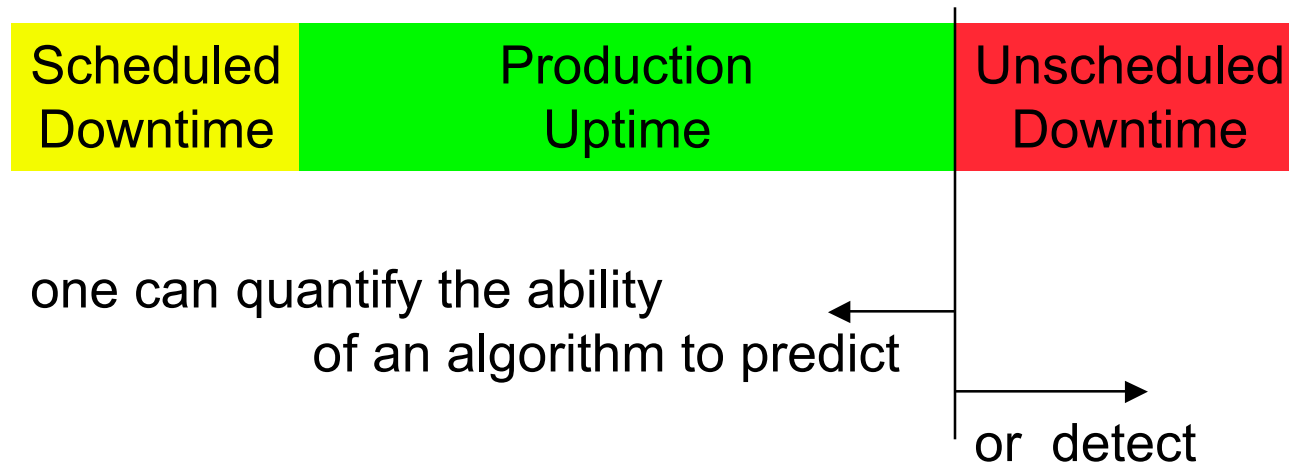 Scheduled
Downtime
Production
Uptime
Unscheduled
Downtime
one can quantify the ability
of an algorithm to predict
or detect